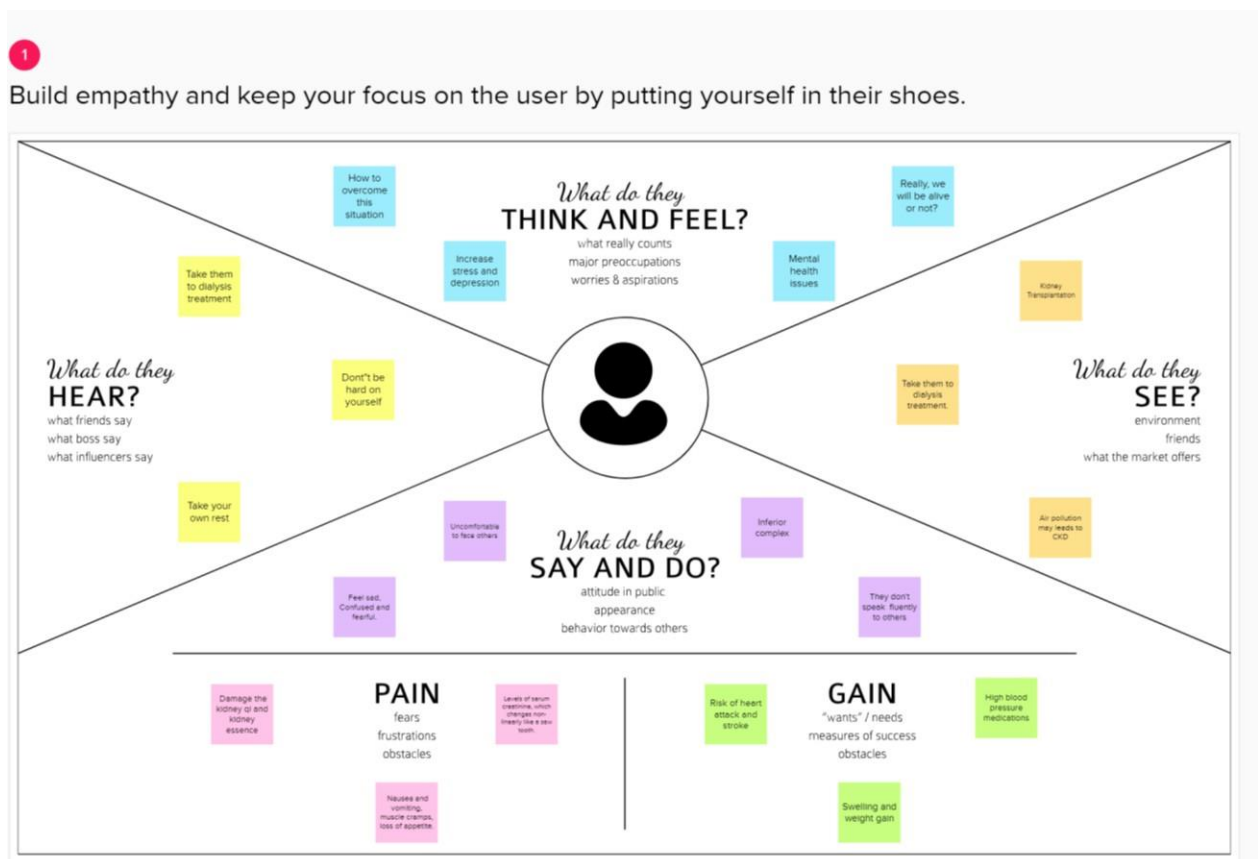 1
Build empathy and keep your focus on the user by putting yourself in their shoes.
How to
overcome
this
situation
Increase
stress and
depression
What do they
THINK AND FEEL?
what really counts
major preoccupations
worries & aspirations
Really, we
will be alive
or not?
Mental
health
issues
Take them
to dialysis
treatment
Dont"t be
hard on
yourself
What do they
HEAR?
what friends say
what boss say
what influencers say
Take your
own rest
Kidney
Transplantation
Take them to
dialysis
treatment.
What do they
SEE?
environment
friends
what the market offers
Air pollution
may leeds to
CKD
Uncomfortable
to face others
Feel sad,
Confused and
fearful.
What do they
SAY AND DO?
attitude in public
appearance
behavior towards others
Inferior
complex
They don't
speak fluently
to others
Damage the
kidney qi and
kidney
essence
PAIN
fears
frustrations
obstacles
Levels of serum
creatinine, which
changes non-
linearly like a saw
tooth.
Nausea and
vomiting,
muscle cramps,
loss of appetite.
Risk of heart
attack and
stroke
GAIN
"wants" / needs
measures of success
obstacles
High blood
pressure
medications
Swelling and
weight gain